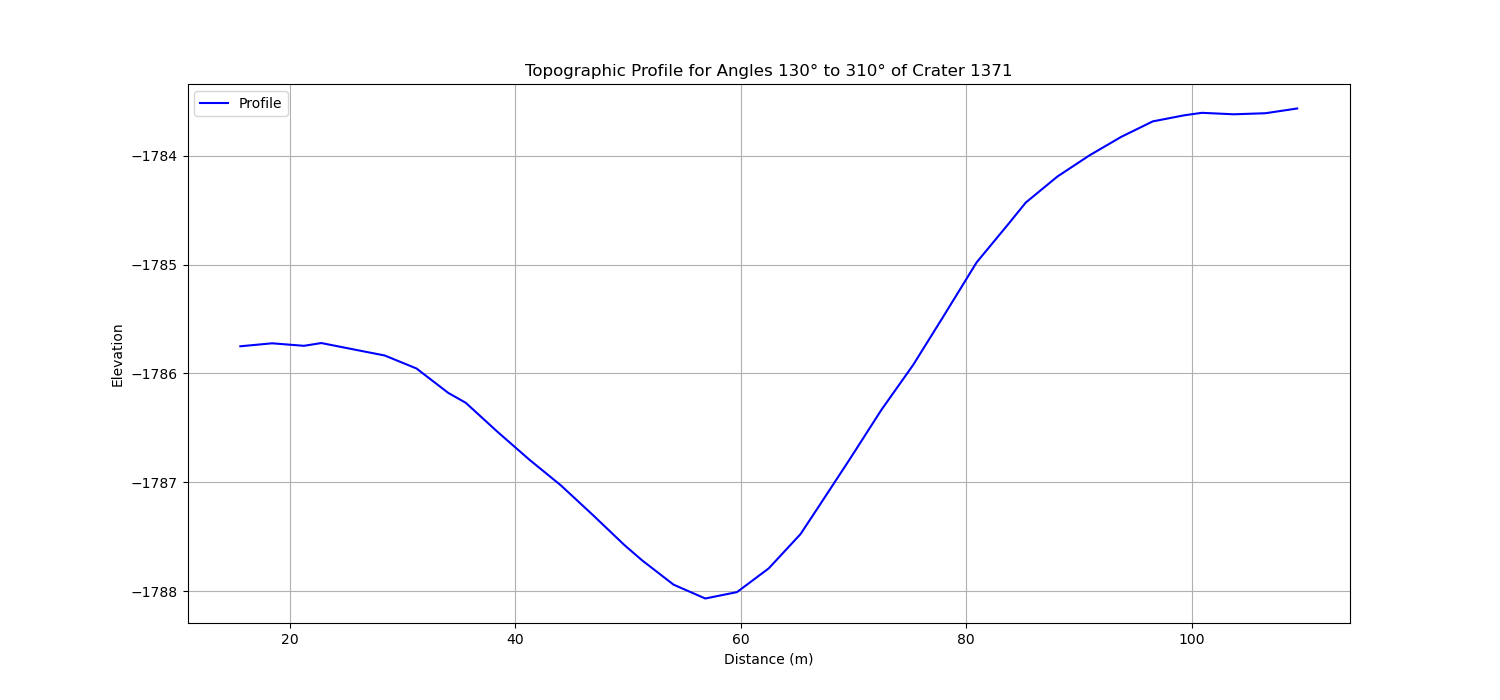 Topographic Profile for Angles 130° to 310° of Crater 1371
Profile
−1784
−1785
−1786
−1787
−1788
Elevation
20
40
60
80
100
Distance (m)